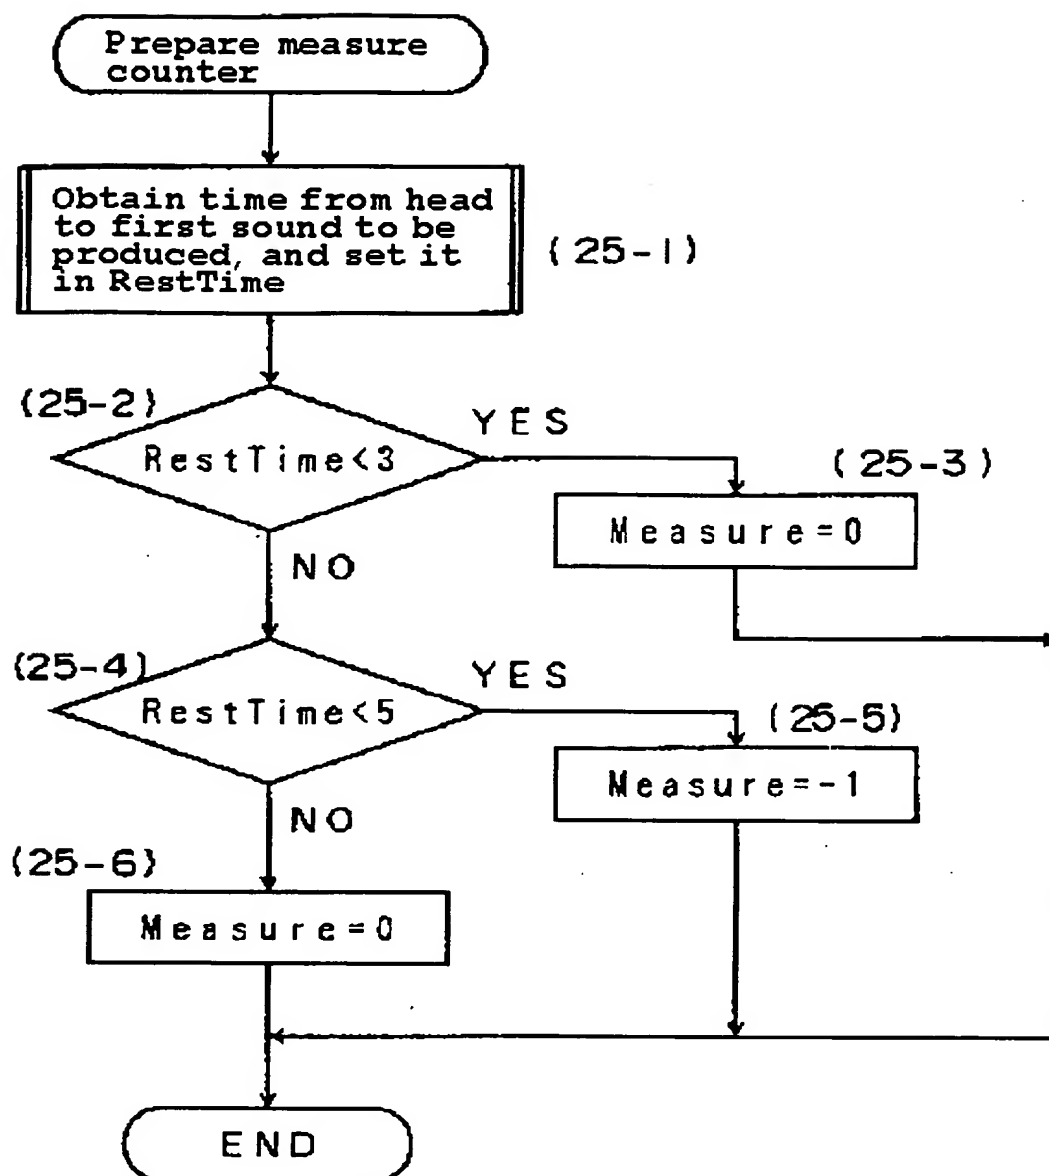 Prepare measure
counter
Obtain time from head
to first sound to be
produced, and set it
in RestTime
(25-1)
(25-2)
RestTime<3
YES
(25-3)
Measure=0
NO
(25-4)
RestTime<5
YES
(25-5)
Measure=-1
NO
(25-6)
Measure=0
END